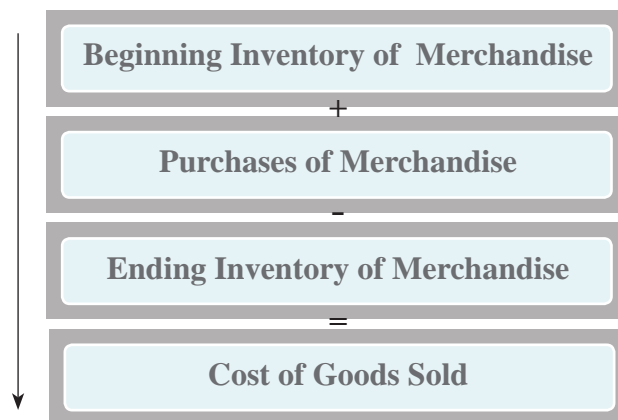 Beginning Inventory of Merchandise
+
Purchases of Merchandise
-
Ending Inventory of Merchandise
=
Cost of Goods Sold